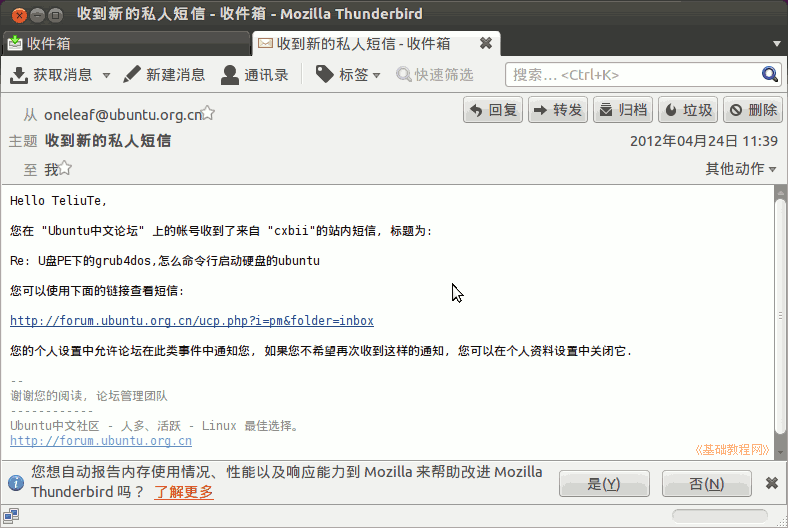 收到新的私人短信 - 收件箱 - Mozilla Thunderbird
收件箱
收到新的私人短信 - 收件箱
获取消息 新建消息 通讯录 标签 快速筛选 搜索… <Ctrl+K>
从 oneleaf@ubuntu.org.cn 回复 转发 归档 垃圾 删除
主题 收到新的私人短信 2012年04月24日 11:39
至 我 其他动作
Hello TeliuTe,
您在 "Ubuntu中文论坛" 上的帐号收到了来自 "cxbii"的站内短信, 标题为:
Re: U盘PE下的grub4dos,怎么命令行启动硬盘的ubuntu
您可以使用下面的链接查看短信:
http://forum.ubuntu.org.cn/ucp.php?i=pm&folder=inbox
您的个人设置中允许论坛在此类事件中通知您, 如果您不希望再次收到这样的通知, 您可以在个人资料设置中关闭它.
--
谢谢您的阅读, 论坛管理团队
------------
Ubuntu中文社区 - 人多、活跃 - Linux 最佳选择。
http://forum.ubuntu.org.cn
《基础教程网》
您想自动报告内存使用情况、性能以及响应能力到 Mozilla 来帮助改进 Mozilla
Thunderbird 吗？ 了解更多 是(Y) 否(N)